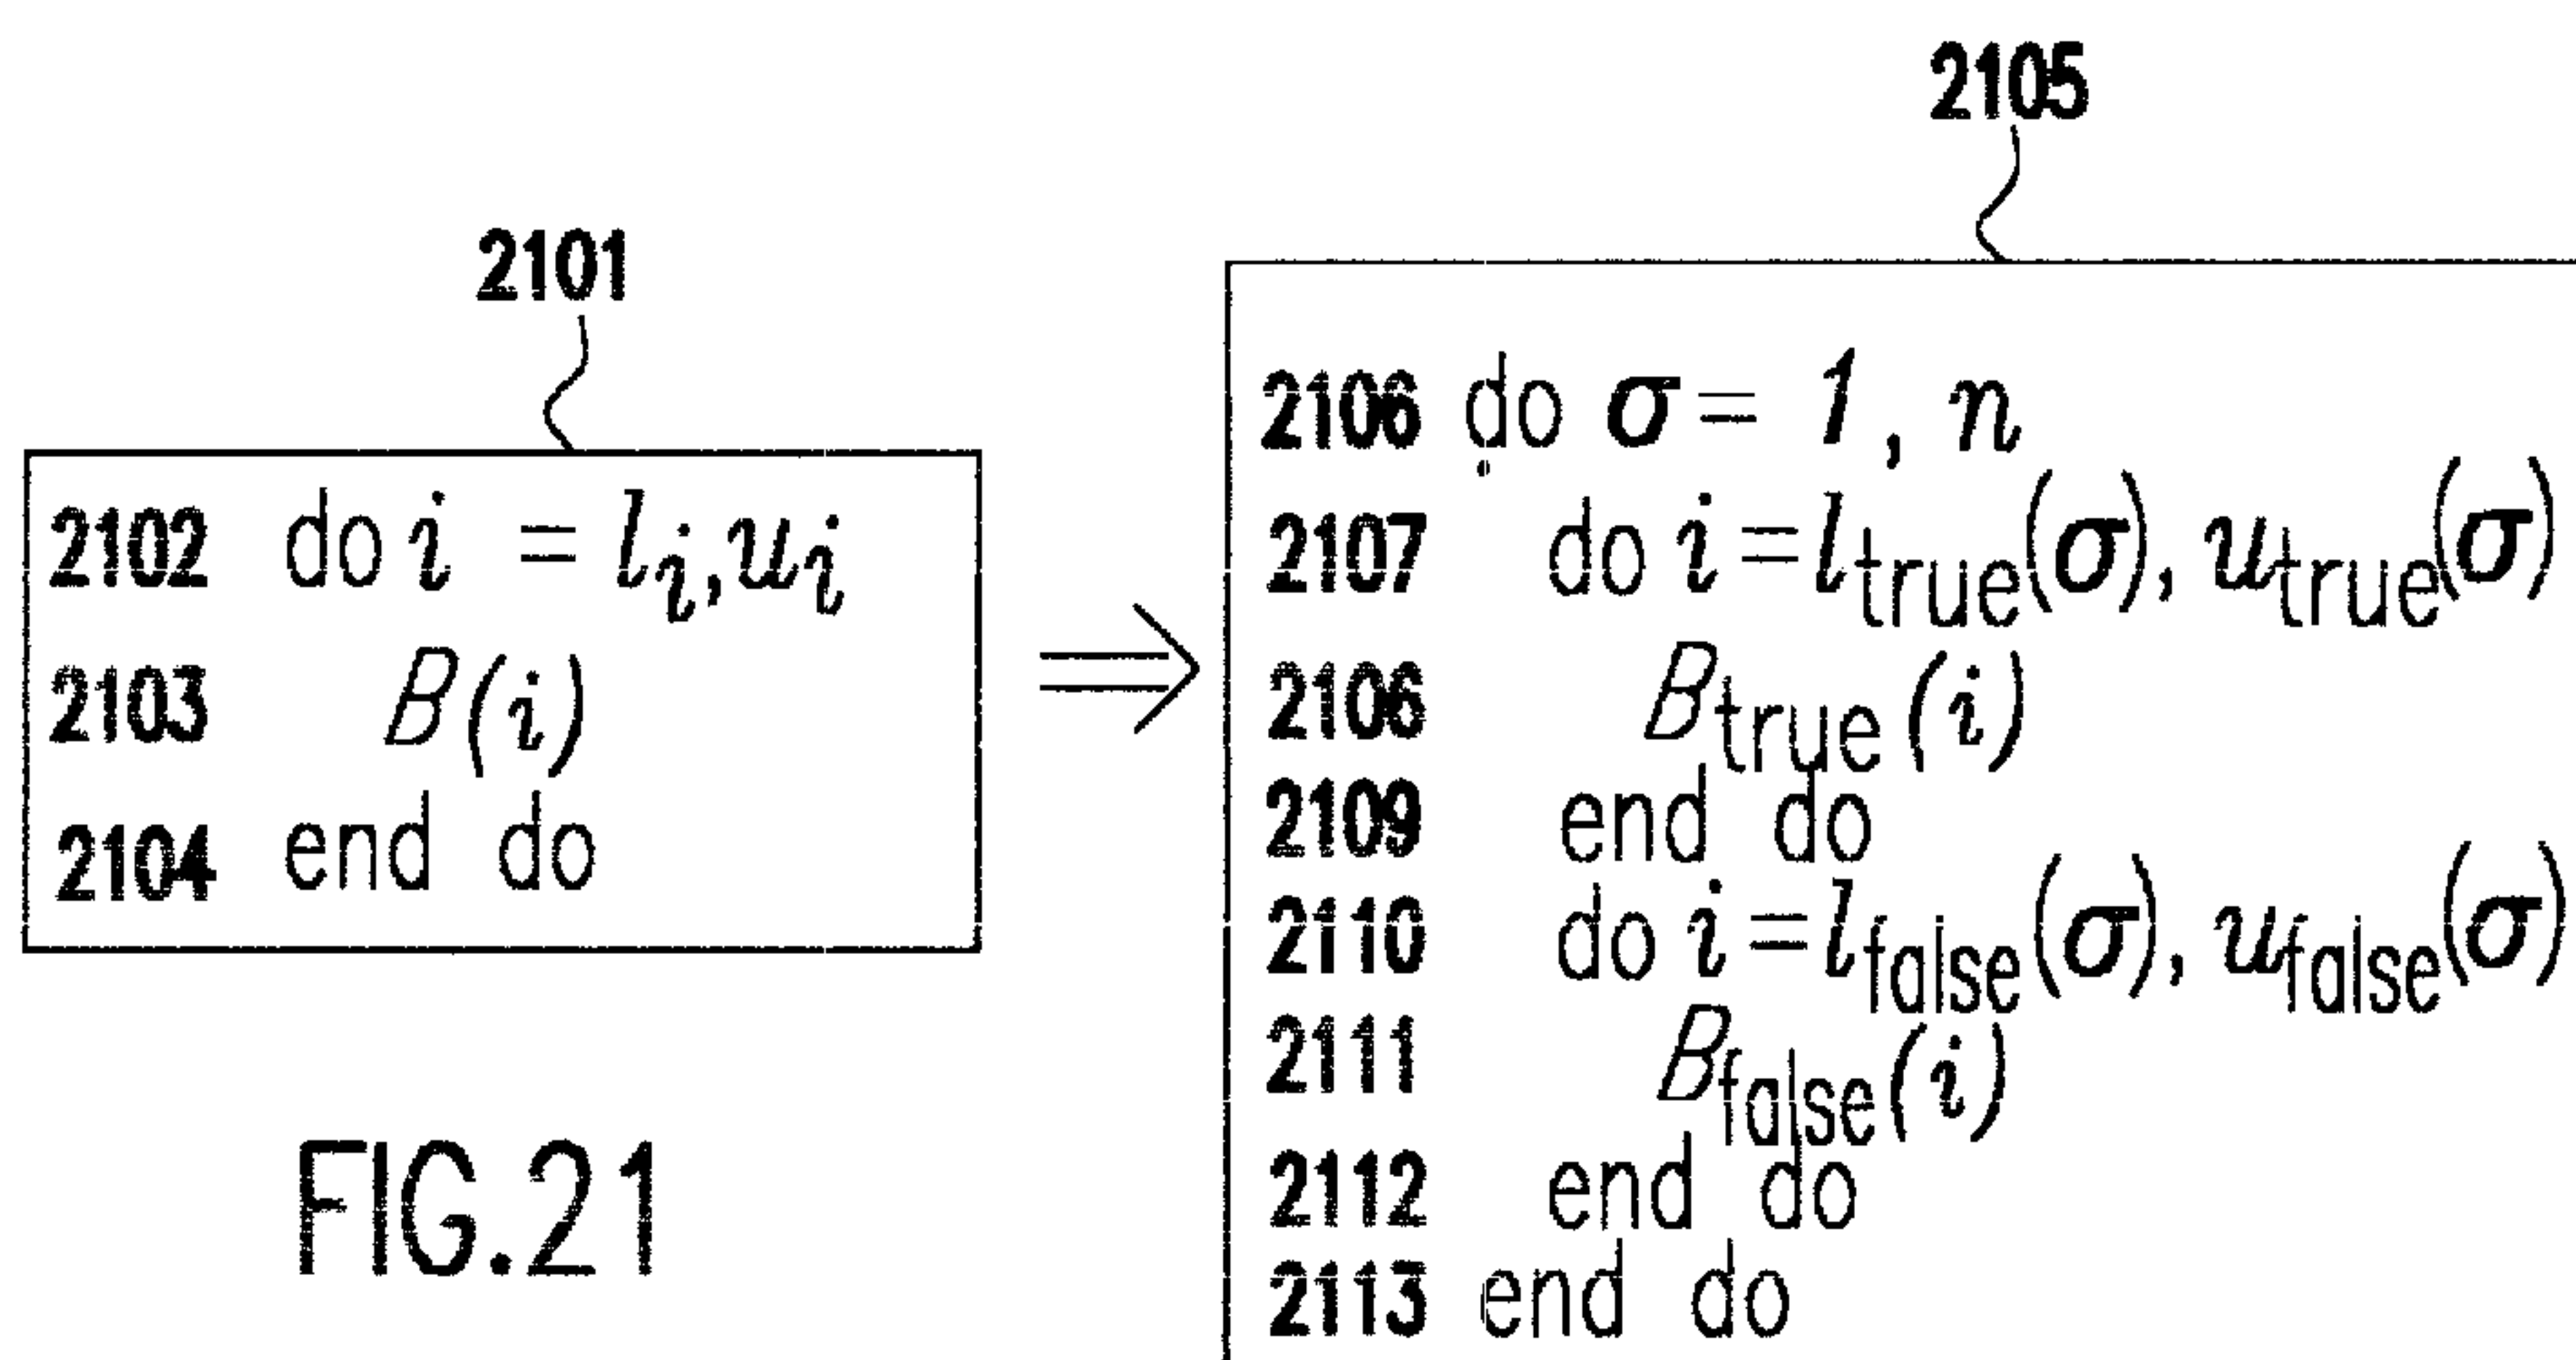 2101
2102 do i = l_i, u_i
2103 B(i)
2104 end do
FIG.21
2105
2106 do σ = 1, n
2107 do i = l_true(σ), u_true(σ)
2106 B_true(i)
2109 end do
2110 do i = l_false(σ), u_false(σ)
2111 B_false(i)
2112 end do
2113 end do